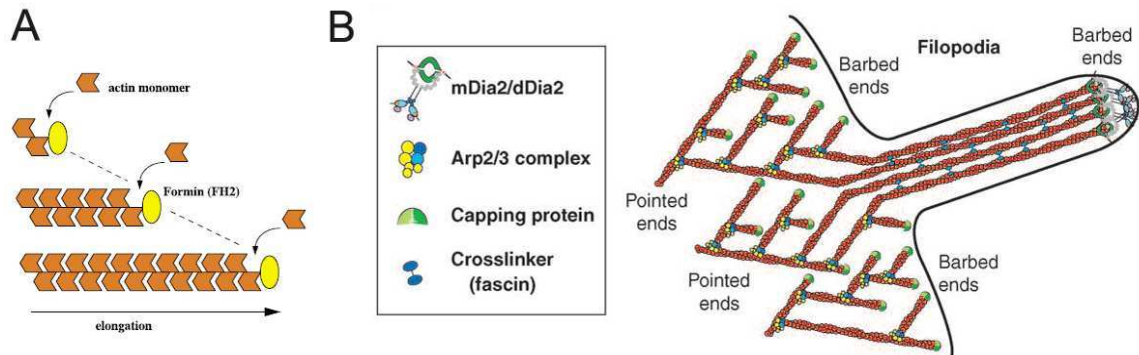 A
actin monomer
Formin (FH2)
elongation
B
mDia2/dDia2
Arp2/3 complex
Capping protein
Crosslinker
(fascin)
Filopodia
Barbed
ends
Barbed
ends
Pointed
ends
Pointed
ends
Barbed
ends